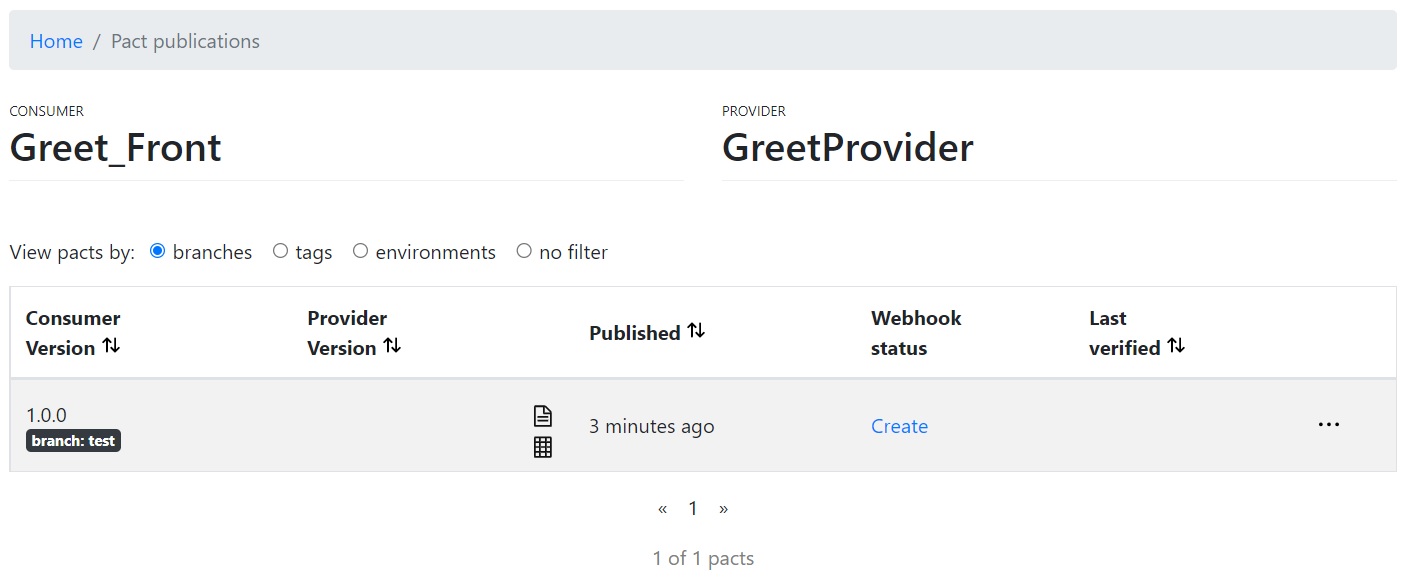 Home / Pact publications
CONSUMER
Greet_Front
PROVIDER
GreetProvider
View pacts by: branches tags environments no filter
Consumer Version
Provider Version
Published
Webhook status
Last verified
1.0.0
branch: test
3 minutes ago
Create
...
« 1 »
1 of 1 pacts